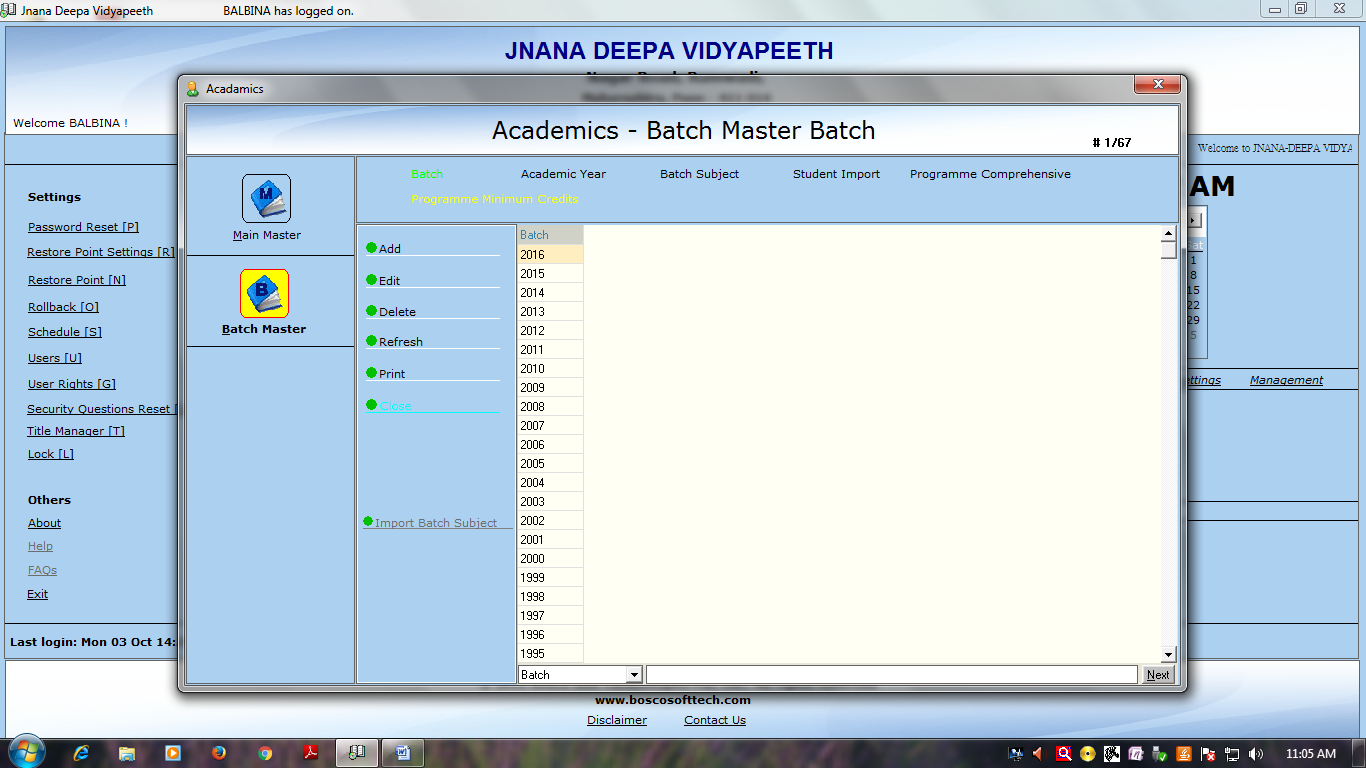 Jnana Deepa Vidyapeeth BALBINA has logged on.
JNANA DEEPA VIDYAPEETH
Welcome BALBINA !
Acadamics
Academics - Batch Master Batch
# 1/67
Welcome to JNANA-DEEPA VIDYA
AM
Settings
Password Reset [P]
Restore Point Settings [R]
Restore Point [N]
Rollback [O]
Schedule [S]
Users [U]
User Rights [G]
Security Questions Reset [
Title Manager [T]
Lock [L]
Others
About
Help
FAQs
Exit
Last login: Mon 03 Oct 14:
M
Main Master
B
Batch Master
Batch Academic Year Batch Subject Student Import Programme Comprehensive
Programme Minimum Credits
Add
Edit
Delete
Refresh
Print
Close
Import Batch Subject
Batch
2016
2015
2014
2013
2012
2011
2010
2009
2008
2007
2006
2005
2004
2003
2002
2001
2000
1999
1998
1997
1996
1995
Batch
Next
1
8
15
22
29
5
Management
www.boscosofttech.com
Disclaimer Contact Us
11:05 AM